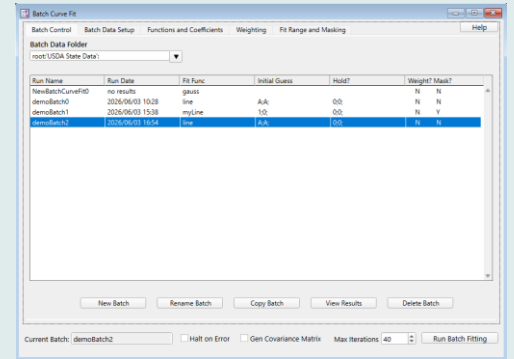 Batch Curve Fit
Batch Control Batch Data Setup Functions and Coefficients Weighting Fit Range and Masking Help
Batch Data Folder
root:'USDA State Data':
Run Name Run Date Fit Func Initial Guess Hold? Weight? Mask?
NewBatchCurveFit0 no results gauss N N
demoBatch0 2026/06/03 10:28 line A;A; 0;0; N N
demoBatch1 2026/06/03 15:38 myLine 1;0; 0;0; N Y
demoBatch2 2026/06/03 16:54 line A;A; 0;0; N N
New Batch Rename Batch Copy Batch View Results Delete Batch
Current Batch: demoBatch2 Halt on Error Gen Covariance Matrix Max Iterations 40 Run Batch Fitting